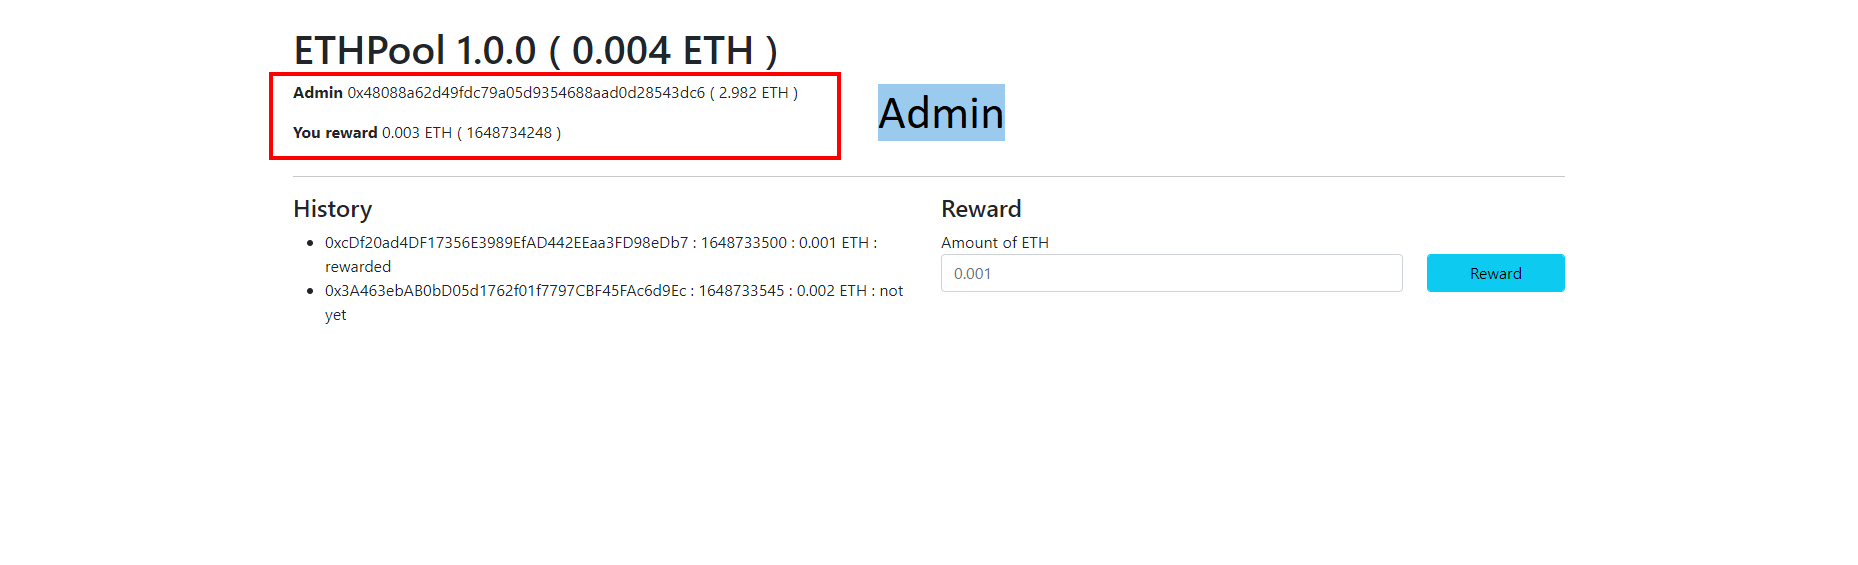 ETHPool 1.0.0 ( 0.004 ETH )
Admin 0x48088a62d49fdc79a05d9354688aad0d28543dc6 ( 2.982 ETH )
Admin
You reward 0.003 ETH ( 1648734248 )
History
0xcDf20ad4DF17356E3989EfAD442EEaa3FD98eDb7 : 1648733500 : 0.001 ETH :
rewarded
0x3A463ebAB0bD05d1762f01f7797CBF45FAc6d9Ec : 1648733545 : 0.002 ETH : not
yet
Reward
Amount of ETH
0.001
Reward